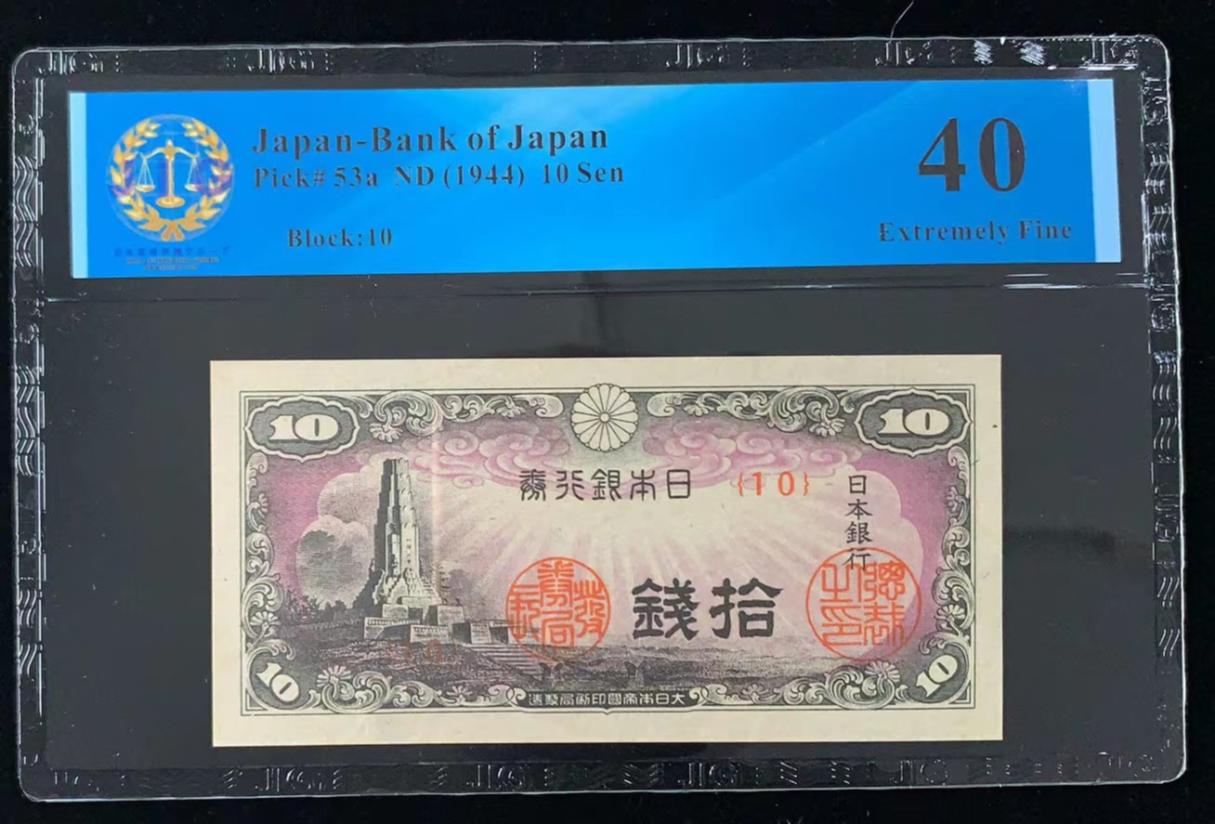 Japan-Bank of Japan
Pick# 53a ND (1944) 10 Sen
Block:10
40
Extremely Fine
10
10
券行銀本日
{10}
日本銀行
錢拾
10
10
造製局刷印國帝本日大